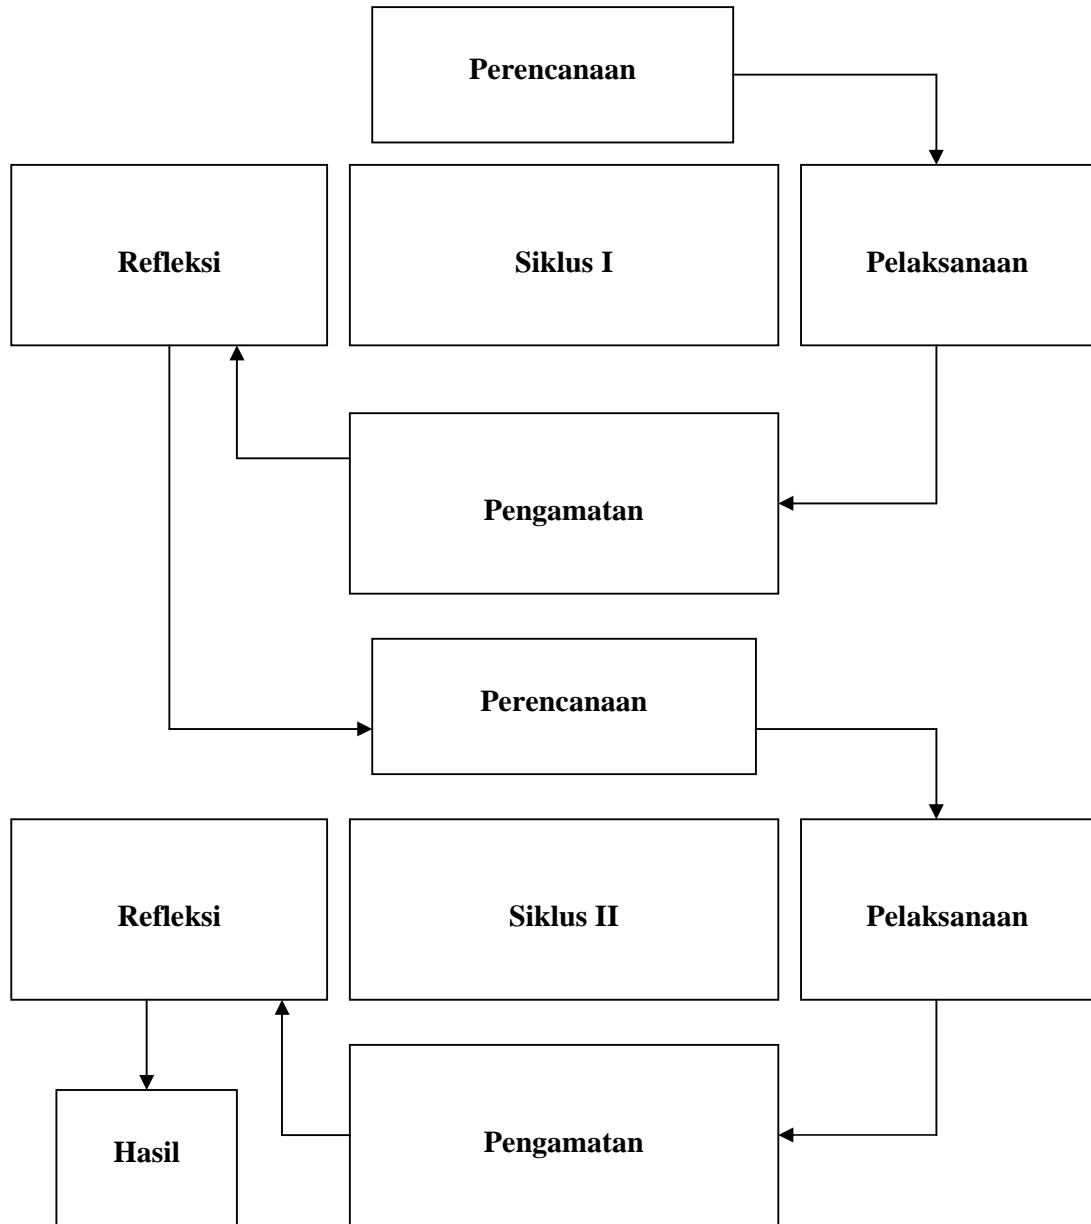 Perencanaan
Refleksi
Siklus I
Pelaksanaan
Pengamatan
Perencanaan
Refleksi
Siklus II
Pelaksanaan
Pengamatan
Hasil